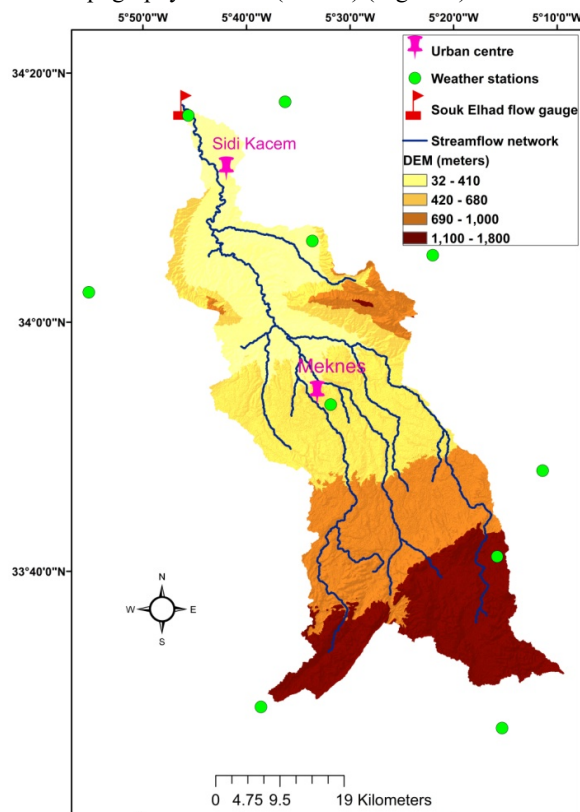 5°50'0"W 5°40'0"W 5°30'0"W 5°20'0"W 5°10'0"W
34°20'0"N
Urban centre
Weather stations
Souk Elhad flow gauge
Streamflow network
DEM (meters)
32 - 410
420 - 680
690 - 1,000
1,100 - 1,800
Sidi Kacem
34°0'0"N
Meknes
33°40'0"N
N
W E
S
0 4.75 9.5 19 Kilometers